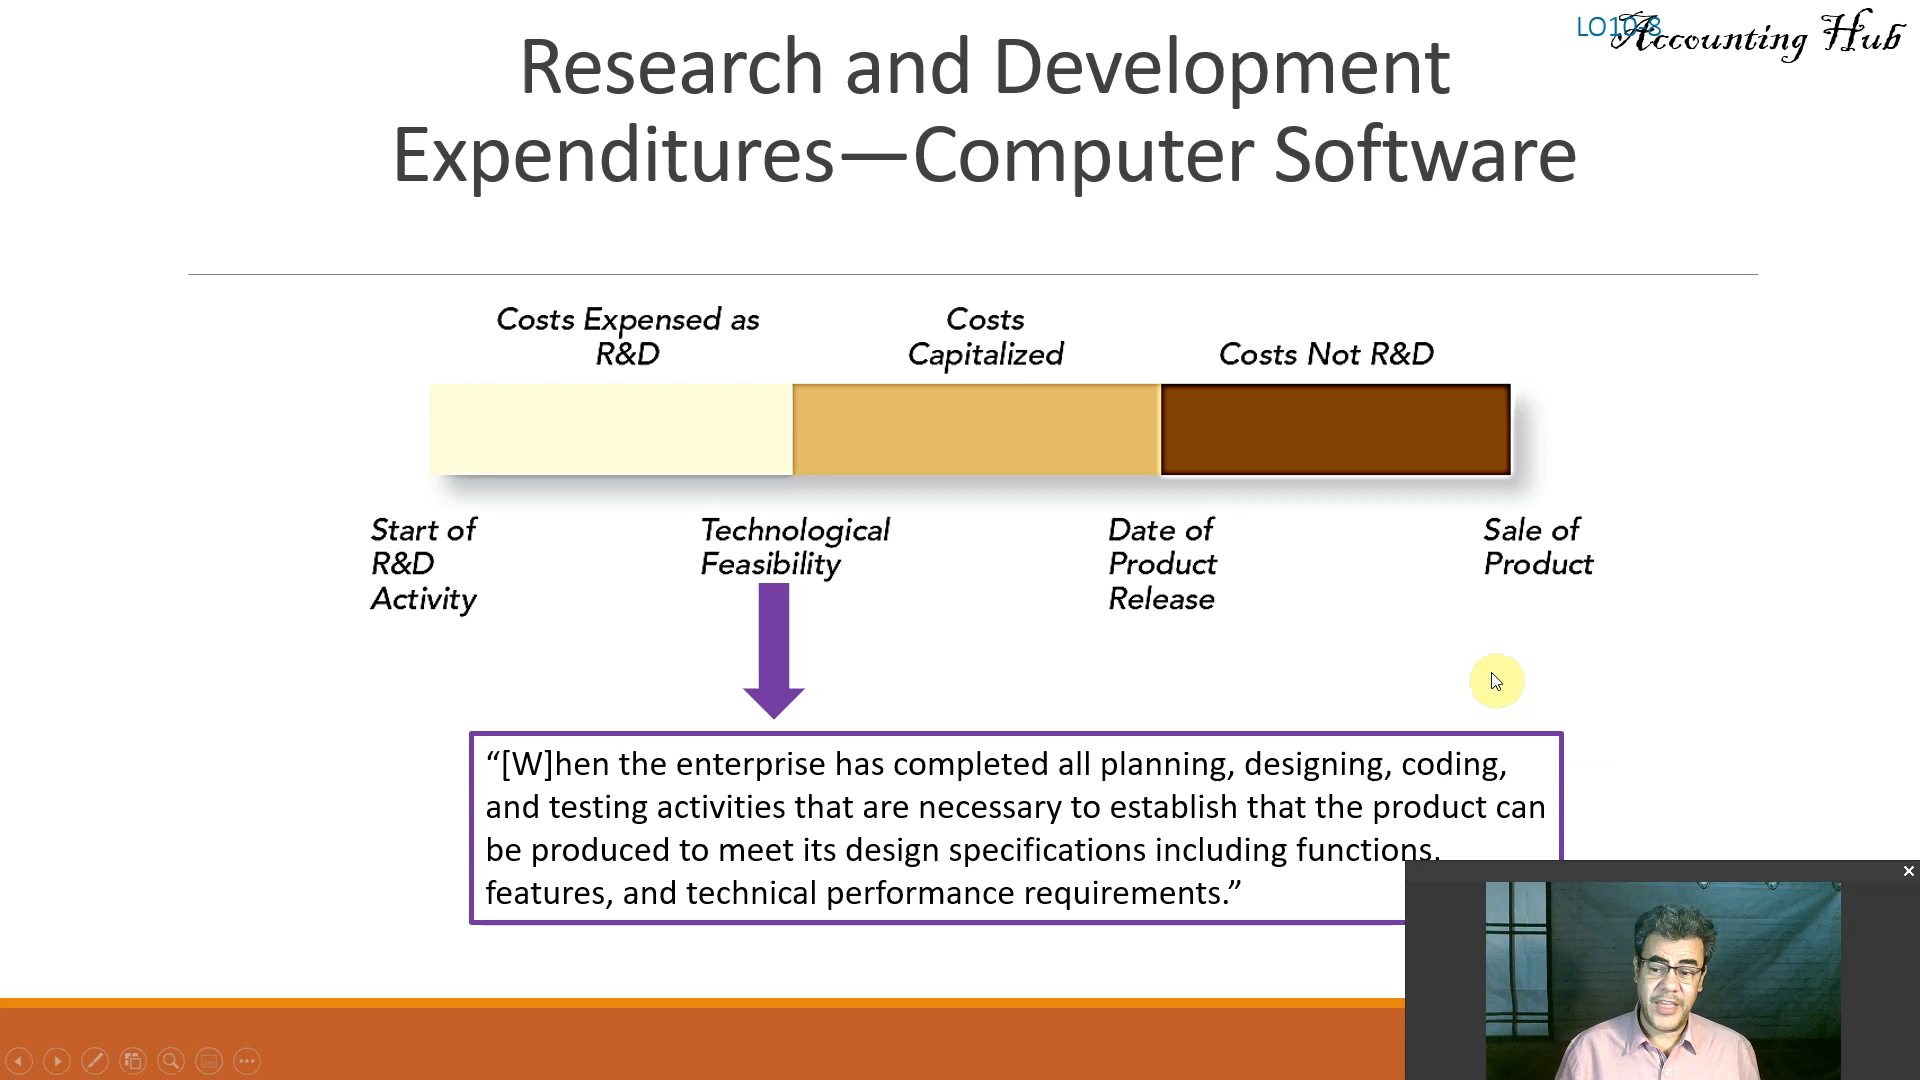 LO10-8
Accounting Hub
Research and Development
Expenditures—Computer Software
Costs Expensed as
R&D
Costs
Capitalized
Costs Not R&D
Start of
R&D
Activity
Technological
Feasibility
Date of
Product
Release
Sale of
Product
“[W]hen the enterprise has completed all planning, designing, coding,
and testing activities that are necessary to establish that the product can
be produced to meet its design specifications including functions,
features, and technical performance requirements.”